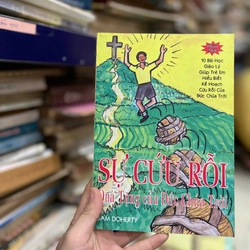 10 Bài Học
Giáo Lý
Giúp Trẻ Em
Hiểu Biết
Kế Hoạch
Cứu Rỗi Của
Đức Chúa Trời
SỰ CỨU RỖI
SAM DOHERTY